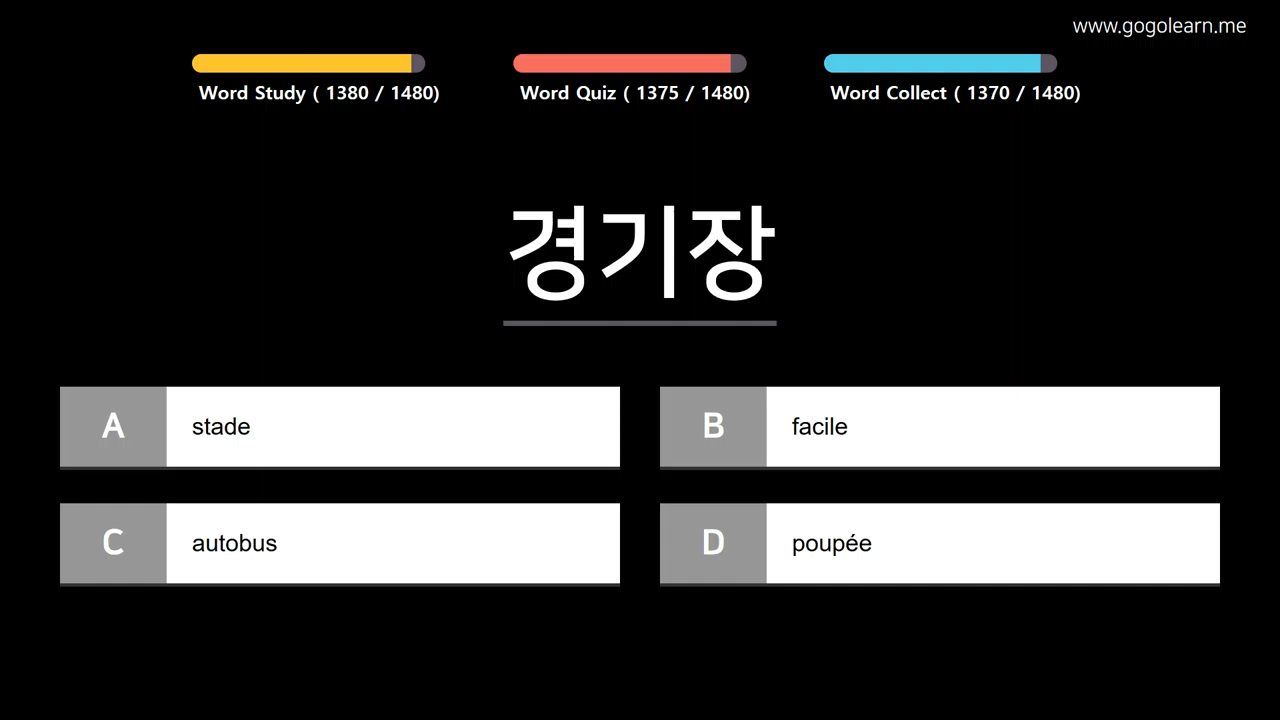 www.gogolearn.me
Word Study ( 1380 / 1480)
Word Quiz ( 1375 / 1480)
Word Collect ( 1370 / 1480)
경기장
A stade
B facile
C autobus
D poupée